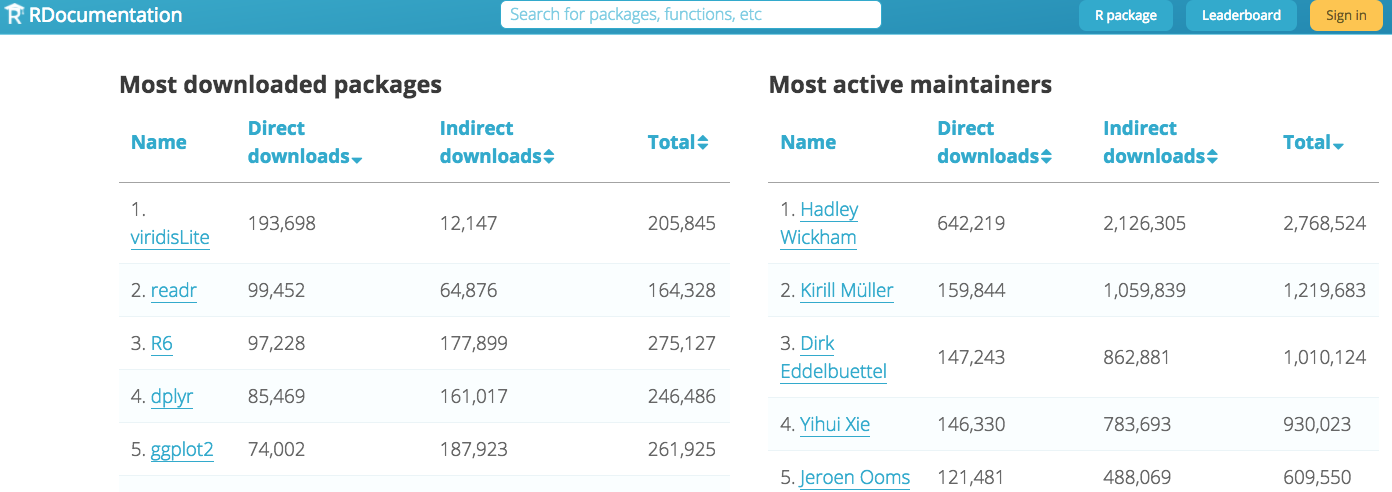 RDocumentation
Search for packages, functions, etc
R package
Leaderboard
Sign in
Most downloaded packages
Name Direct downloads Indirect downloads Total
1. viridisLite 193,698 12,147 205,845
2. readr 99,452 64,876 164,328
3. R6 97,228 177,899 275,127
4. dplyr 85,469 161,017 246,486
5. ggplot2 74,002 187,923 261,925
Most active maintainers
Name Direct downloads Indirect downloads Total
1. Hadley Wickham 642,219 2,126,305 2,768,524
2. Kirill Müller 159,844 1,059,839 1,219,683
3. Dirk Eddelbuettel 147,243 862,881 1,010,124
4. Yihui Xie 146,330 783,693 930,023
5. Jeroen Ooms 121,481 488,069 609,550